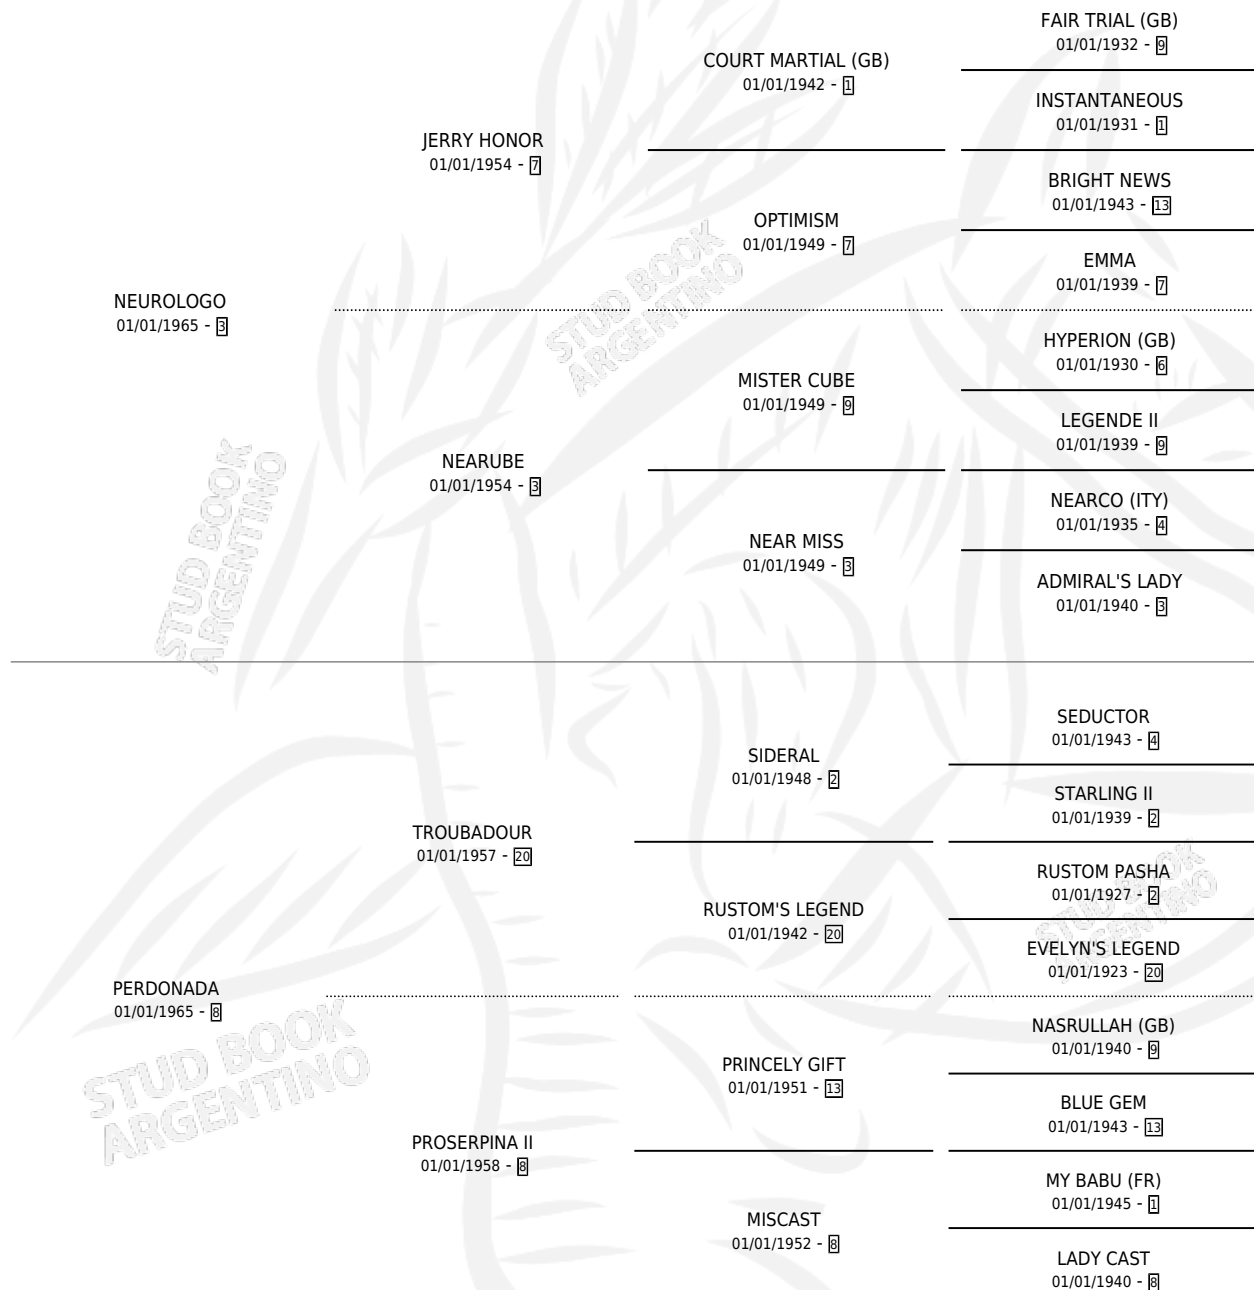 FAIR TRIAL (GB)
01/01/1932 - 9
COURT MARTIAL (GB)
01/01/1942 - 1
INSTANTANEOUS
01/01/1931 - 1
JERRY HONOR
01/01/1954 - 7
BRIGHT NEWS
01/01/1943 - 13
OPTIMISM
01/01/1949 - 7
EMMA
01/01/1939 - 7
NEUROLOGO
01/01/1965 - 3
HYPERION (GB)
01/01/1930 - 6
MISTER CUBE
01/01/1949 - 9
LEGENDE II
01/01/1939 - 9
NEARUBE
01/01/1954 - 3
NEARCO (ITY)
01/01/1935 - 4
NEAR MISS
01/01/1949 - 3
ADMIRAL'S LADY
01/01/1940 - 3
STUD BOOK
ARGENTINO
STUD BOOK
ARGENTINO
SEDUCTOR
01/01/1943 - 4
SIDERAL
01/01/1948 - 2
STARLING II
01/01/1939 - 2
TROUBADOUR
01/01/1957 - 20
RUSTOM PASHA
01/01/1927 - 2
RUSTOM'S LEGEND
01/01/1942 - 20
EVELYN'S LEGEND
01/01/1923 - 20
PERDONADA
01/01/1965 - 8
NASRULLAH (GB)
01/01/1940 - 9
PRINCELY GIFT
01/01/1951 - 13
BLUE GEM
01/01/1943 - 13
PROSERPINA II
01/01/1958 - 8
MY BABU (FR)
01/01/1945 - 1
MISCAST
01/01/1952 - 8
LADY CAST
01/01/1940 - 8
STUD BOOK
ARGENTINO
STUD BOOK
ARGENTINO